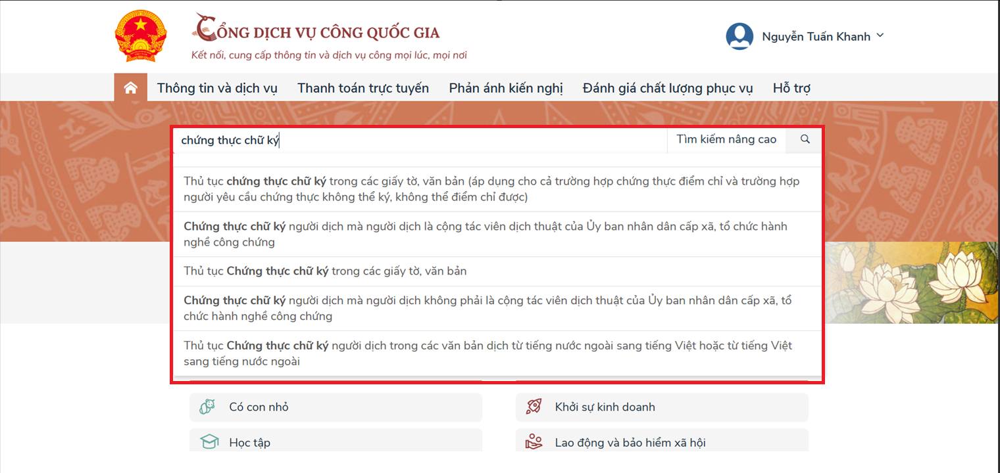 CỔNG DỊCH VỤ CÔNG QUỐC GIA
Kết nối, cung cấp thông tin và dịch vụ công mọi lúc, mọi nơi
Nguyễn Tuấn Khanh
Thông tin và dịch vụ Thanh toán trực tuyến Phản ánh kiến nghị Đánh giá chất lượng phục vụ Hỗ trợ
chứng thực chữ ký Tìm kiếm nâng cao
Thủ tục chứng thực chữ ký trong các giấy tờ, văn bản (áp dụng cho cả trường hợp chứng thực điểm chỉ và trường hợp
người yêu cầu chứng thực không thể ký, không thể điểm chỉ được)
Chứng thực chữ ký người dịch mà người dịch là cộng tác viên dịch thuật của Ủy ban nhân dân cấp xã, tổ chức hành
nghề công chứng
Thủ tục Chứng thực chữ ký trong các giấy tờ, văn bản
Chứng thực chữ ký người dịch mà người dịch không phải là cộng tác viên dịch thuật của Ủy ban nhân dân cấp xã, tổ
chức hành nghề công chứng
Thủ tục Chứng thực chữ ký người dịch trong các văn bản dịch từ tiếng nước ngoài sang tiếng Việt hoặc từ tiếng Việt
sang tiếng nước ngoài
Có con nhỏ Khởi sự kinh doanh
Học tập Lao động và bảo hiểm xã hội